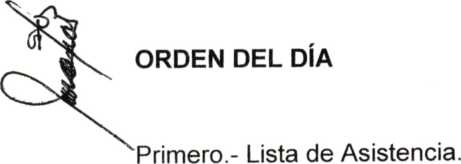 ORDEN DEL DÍA
Primero.- Lista de Asistencia.